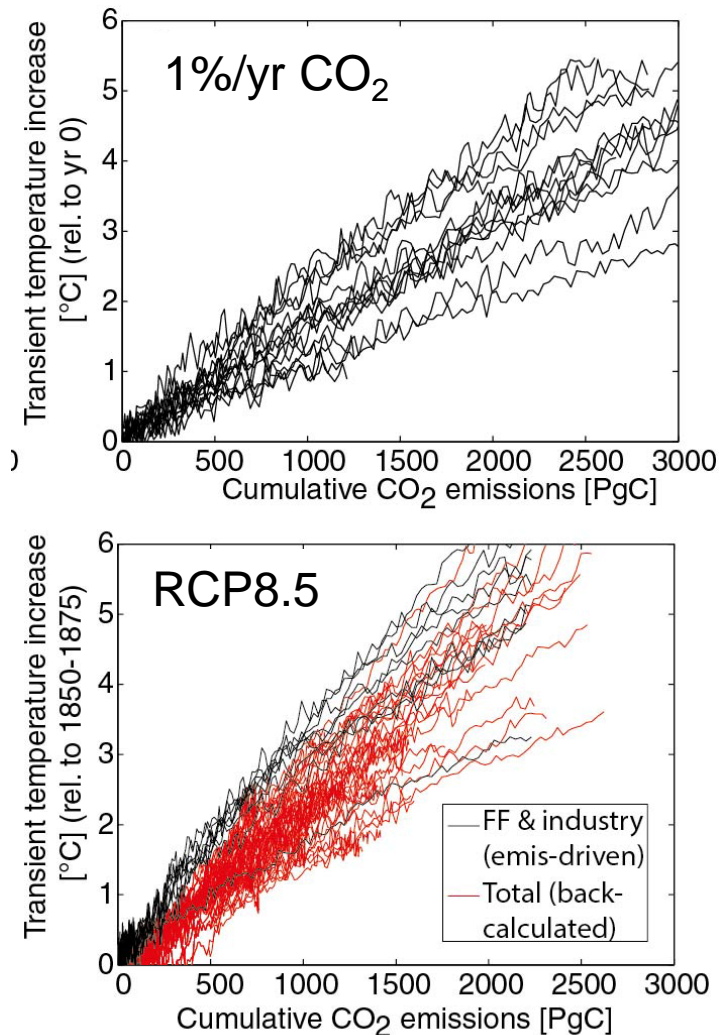 1%/yr CO2
Transient temperature increase
[°C] (rel. to yr 0)
6
5
4
3
2
1
0
0 500 1000 1500 2000 2500 3000
Cumulative CO2 emissions [PgC]
RCP8.5
Transient temperature increase
[°C] (rel. to 1850-1875)
6
5
4
3
2
1
0
FF & industry
(emis-driven)
Total (back-
calculated)
0 500 1000 1500 2000 2500 3000
Cumulative CO2 emissions [PgC]